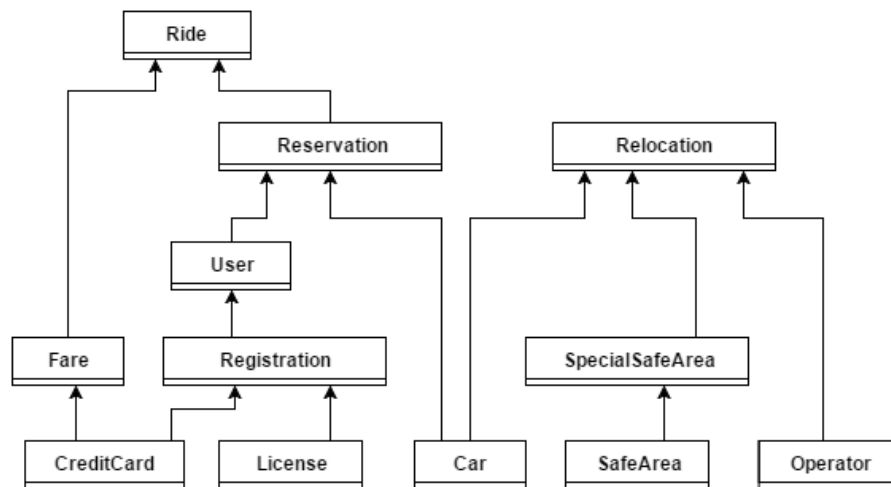 Ride
Reservation
Relocation
User
Fare
Registration
SpecialSafeArea
CreditCard
License
Car
SafeArea
Operator